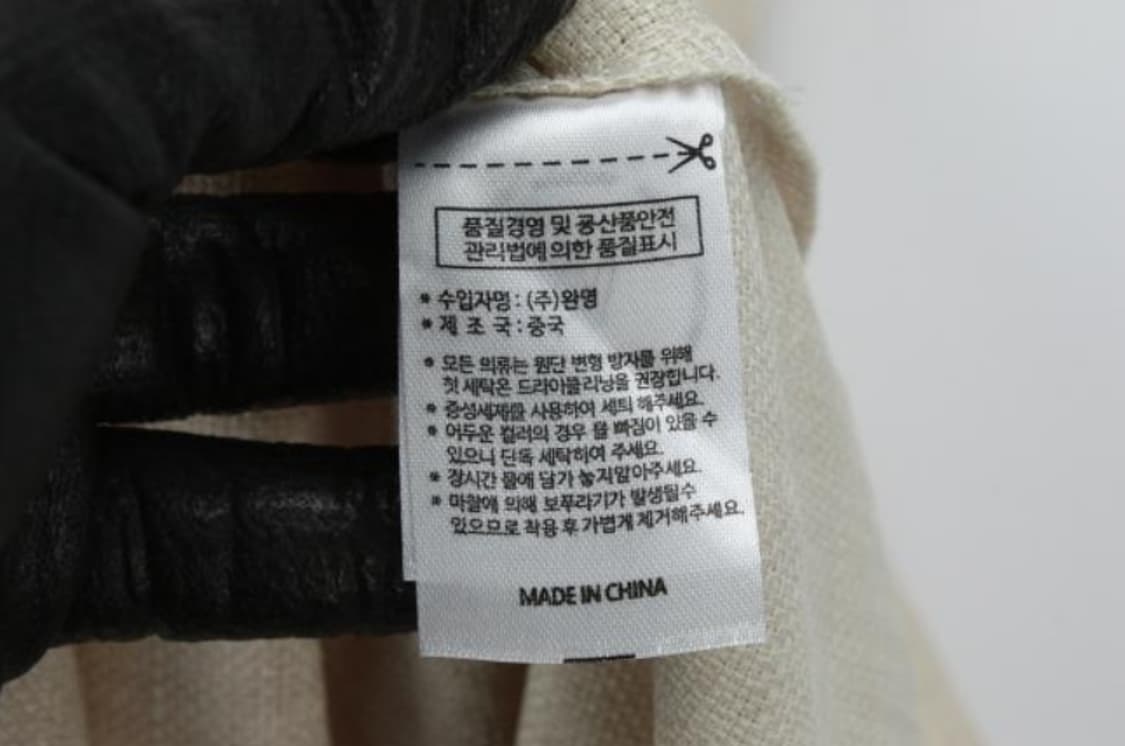 품질경영 및 공산품안전
관리법에 의한 품질표시
* 수입자명 : (주)완명
* 제 조 국 : 중국
* 모든 의류는 원단 변형 방지를 위해
첫 세탁은 드라이클리닝을 권장합니다.
* 중성세제를 사용하여 세탁 해주세요.
* 어두운 컬러의 경우 물 빠짐이 있을 수
있으니 단독 세탁하여 주세요.
* 장시간 물에 담가 놓지말아주세요.
* 마찰에 의해 보푸라기가 발생될수
있으므로 착용 후 가볍게 제거해주세요.
MADE IN CHINA